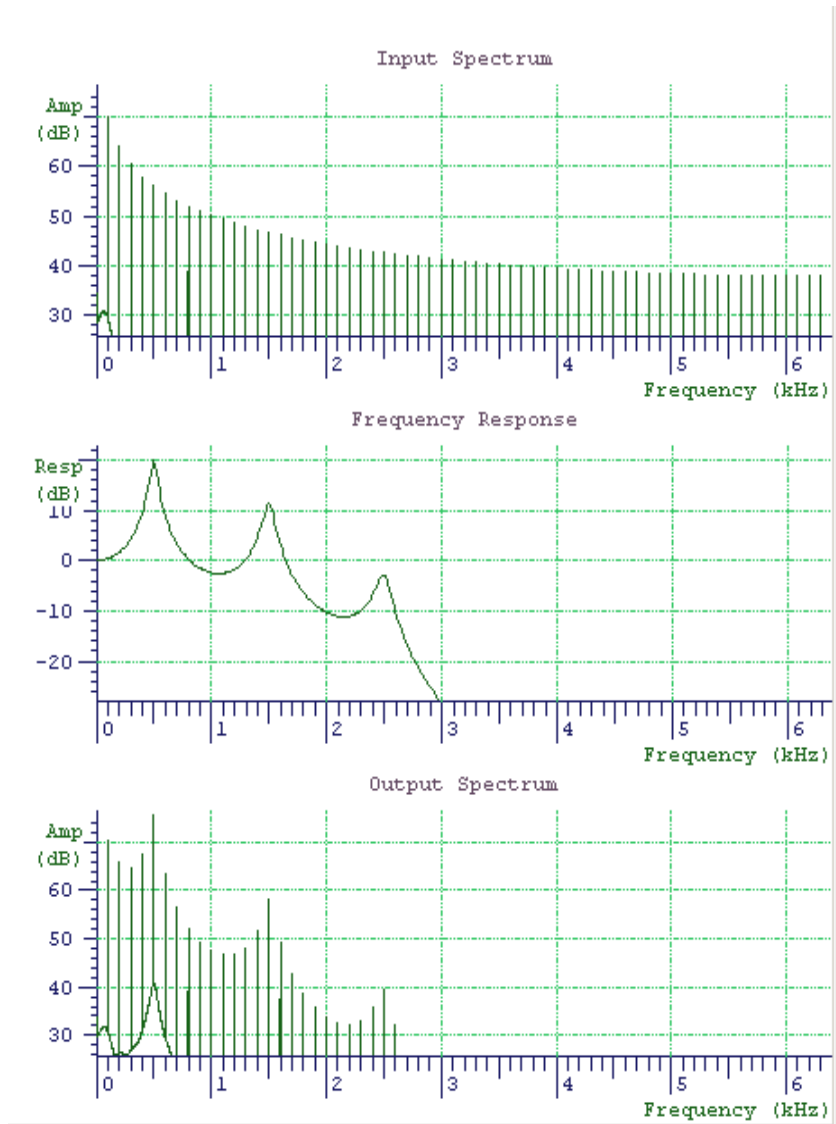 Input Spectrum
Amp
(dB)
60
50
40
30
0 1 2 3 4 5 6
Frequency (kHz)
Frequency Response
Resp
(dB)
10
0
-10
-20
0 1 2 3 4 5 6
Frequency (kHz)
Output Spectrum
Amp
(dB)
60
50
40
30
0 1 2 3 4 5 6
Frequency (kHz)